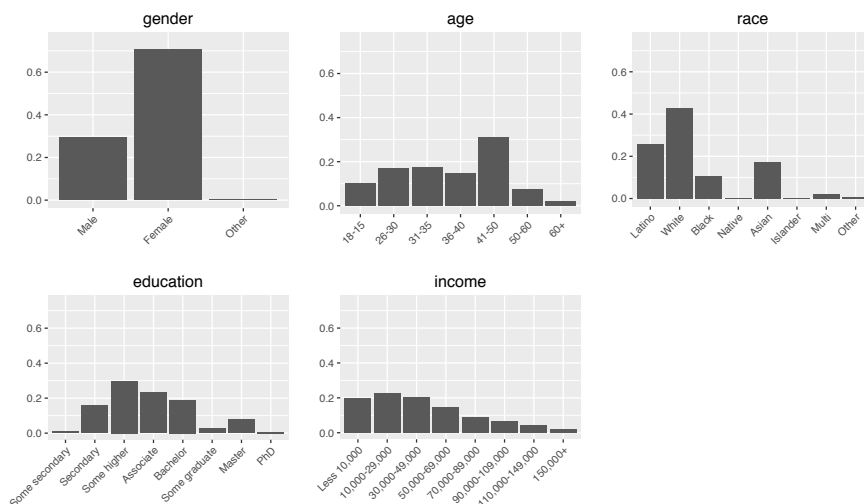 gender
0.6
0.4
0.2
0.0
Male
Female
Other
age
0.6
0.4
0.2
0.0
18-15
26-30
31-35
36-40
41-50
50-60
60+
race
0.6
0.4
0.2
0.0
Latino
White
Black
Native
Asian
Islander
Multi
Other
education
0.6
0.4
0.2
0.0
Some secondary
Secondary
Some higher
Associate
Bachelor
Some graduate
Master
PhD
income
0.6
0.4
0.2
0.0
Less 10,000
10,000-29,000
30,000-49,000
50,000-69,000
70,000-89,000
90,000-109,000
110,000-149,000
150,000+